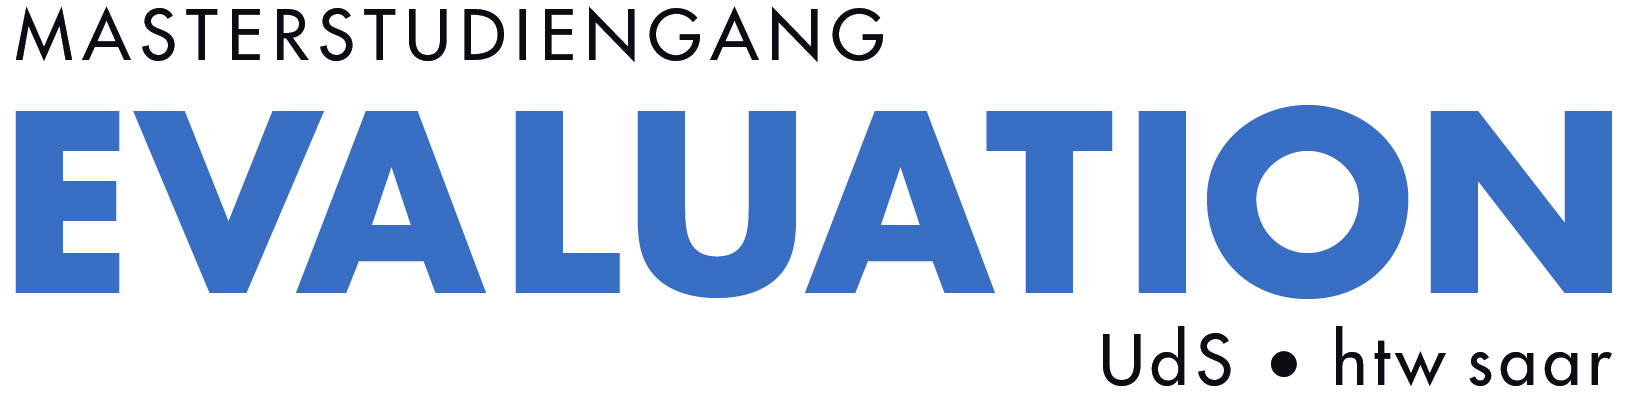 MASTERSTUDIENGANG
EVALUATION
UdS • htw saar